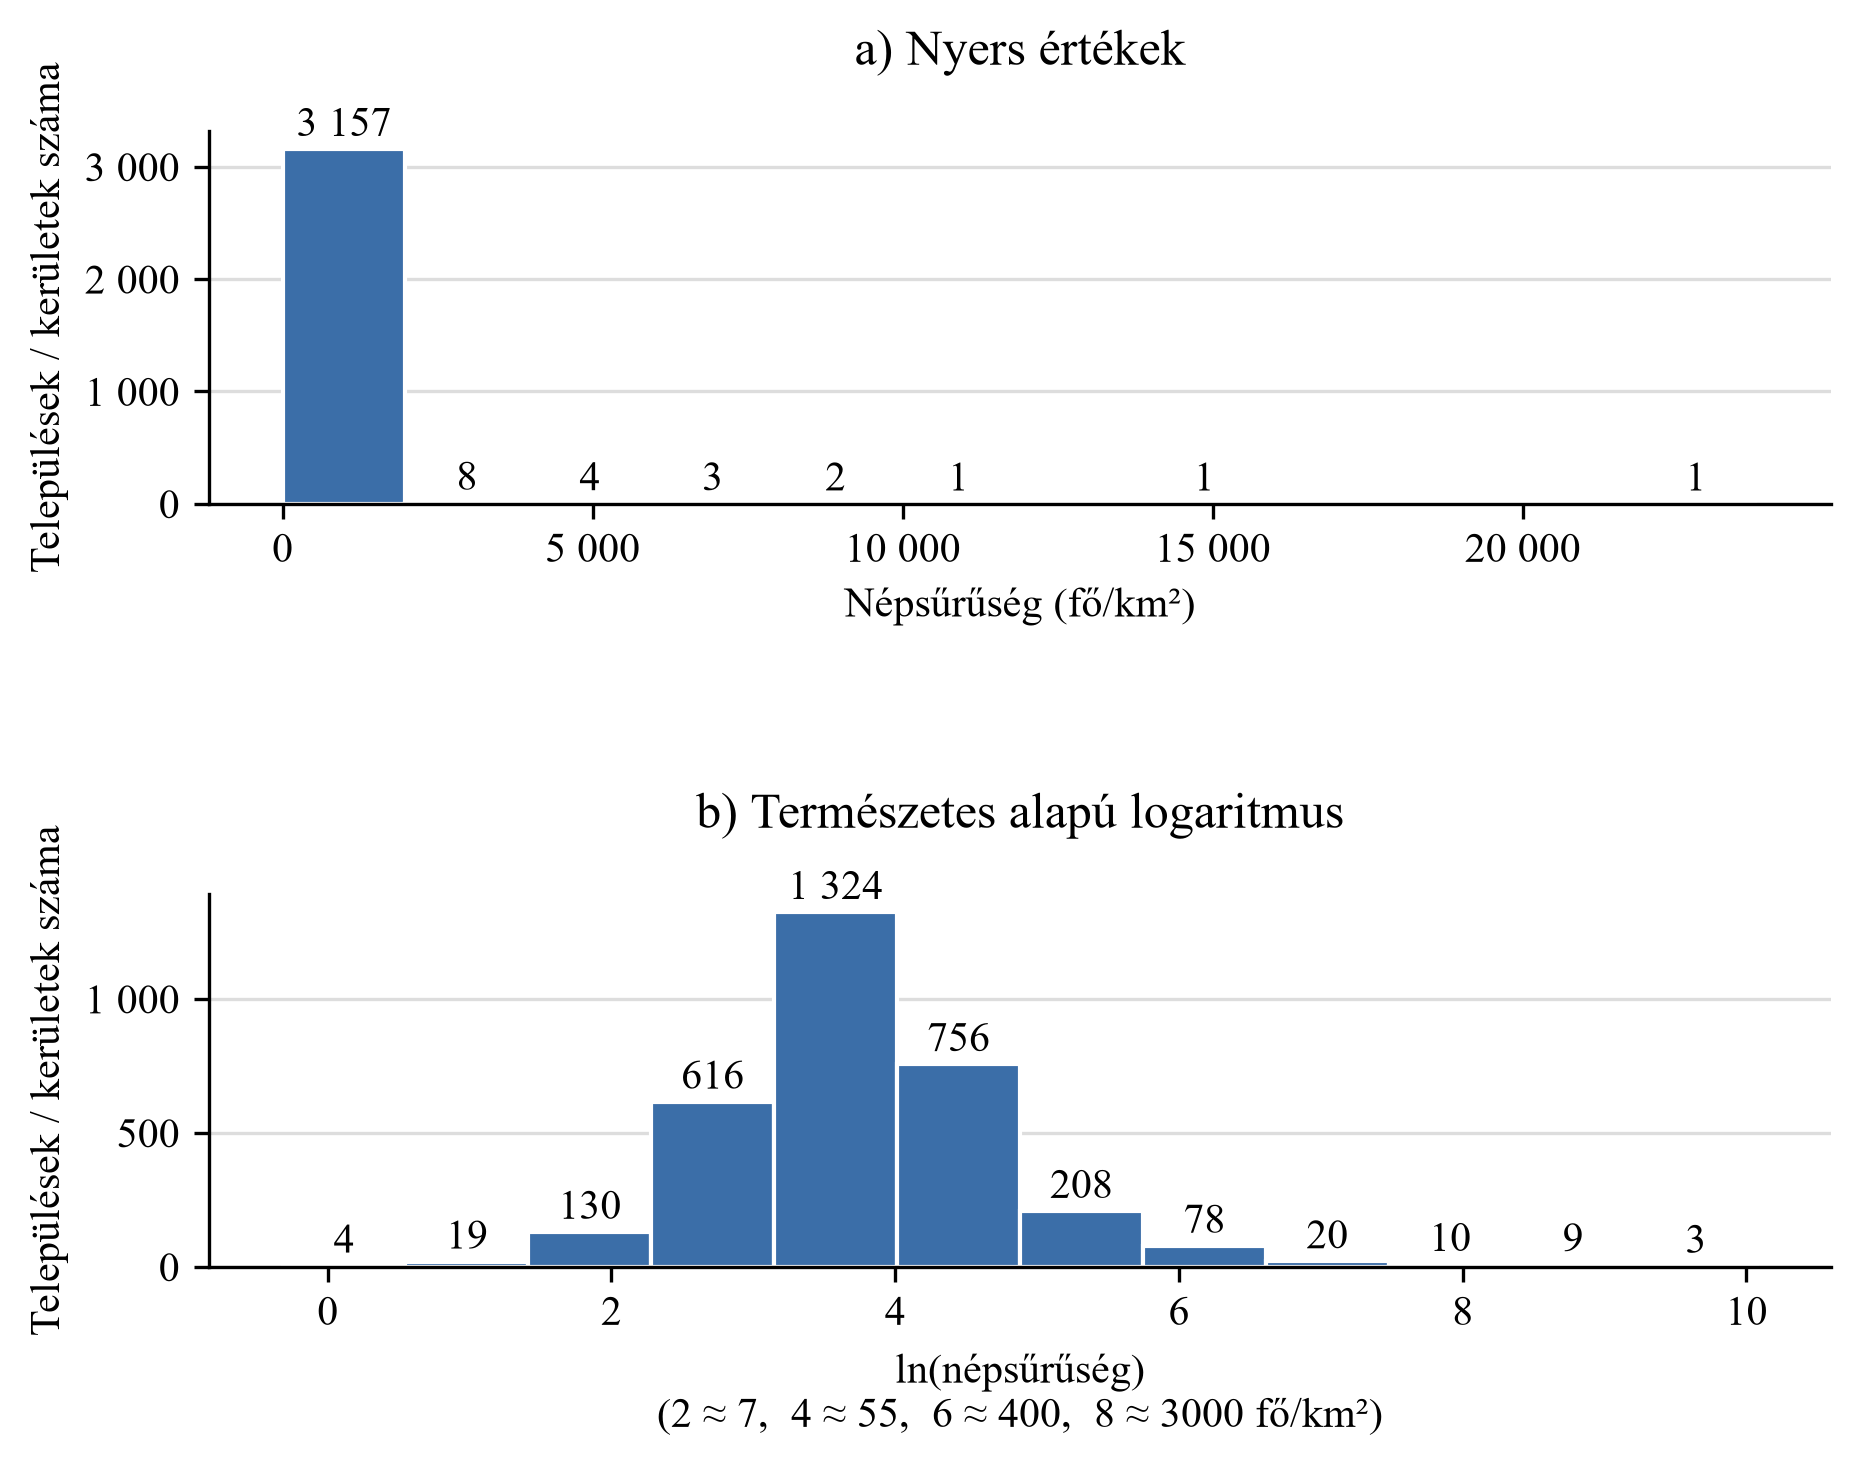 a) Nyers értékek
Települések / kerületek száma
3 157
3 000
2 000
1 000
0
8 4 3 2 1 1 1
0 5 000 10 000 15 000 20 000
Népsűrűség (fő/km²)
b) Természetes alapú logaritmus
Települések / kerületek száma
1 324
1 000
756
616
500
208
130
78
4 19 20 10 9 3
0
0 2 4 6 8 10
ln(népsűrűség)
(2 ≈ 7, 4 ≈ 55, 6 ≈ 400, 8 ≈ 3000 fő/km²)